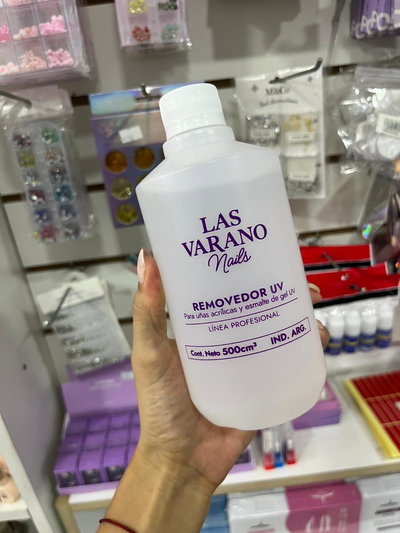 LAS
VARANO
Nails
REMOVEDOR UV
Para uñas acrílicas y esmalte de gel UV
LÍNEA PROFESIONAL
Cont. Neto 500cm³ IND. ARG.